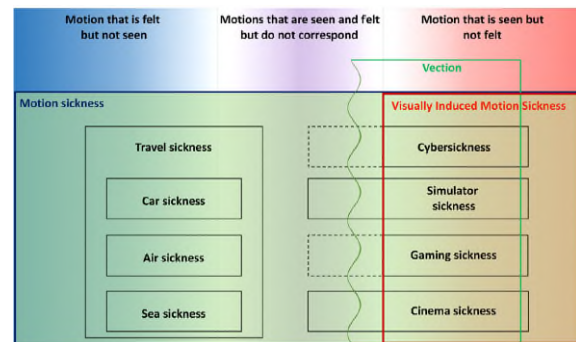 Motion that is felt
but not seen
Motions that are seen and felt
but do not correspond
Motion that is seen but
not felt
Vection
Motion sickness
Visually Induced Motion Sickness
Travel sickness
Cybersickness
Car sickness
Simulator
sickness
Air sickness
Gaming sickness
Sea sickness
Cinema sickness